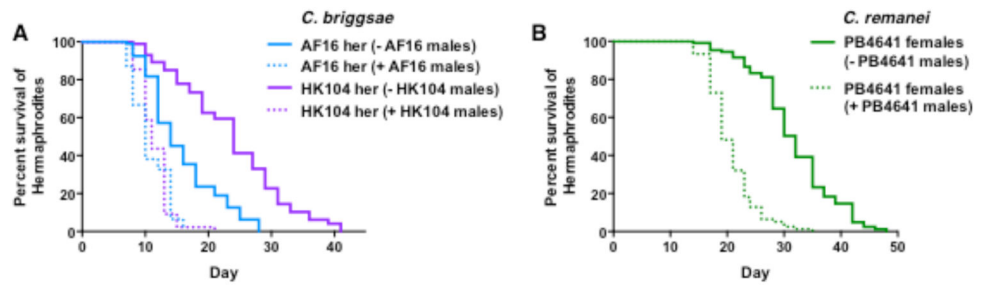 A
C. briggsae
AF16 her (- AF16 males)
AF16 her (+ AF16 males)
HK104 her (- HK104 males)
HK104 her (+ HK104 males)
Percent survival of
Hermaphrodites
100
80
60
40
20
0
0 10 20 30 40
Day
B
C. remanei
PB4641 females
(- PB4641 males)
PB4641 females
(+ PB4641 males)
Percent survival of
Hermaphrodites
100
80
60
40
20
0
0 10 20 30 40 50
Day